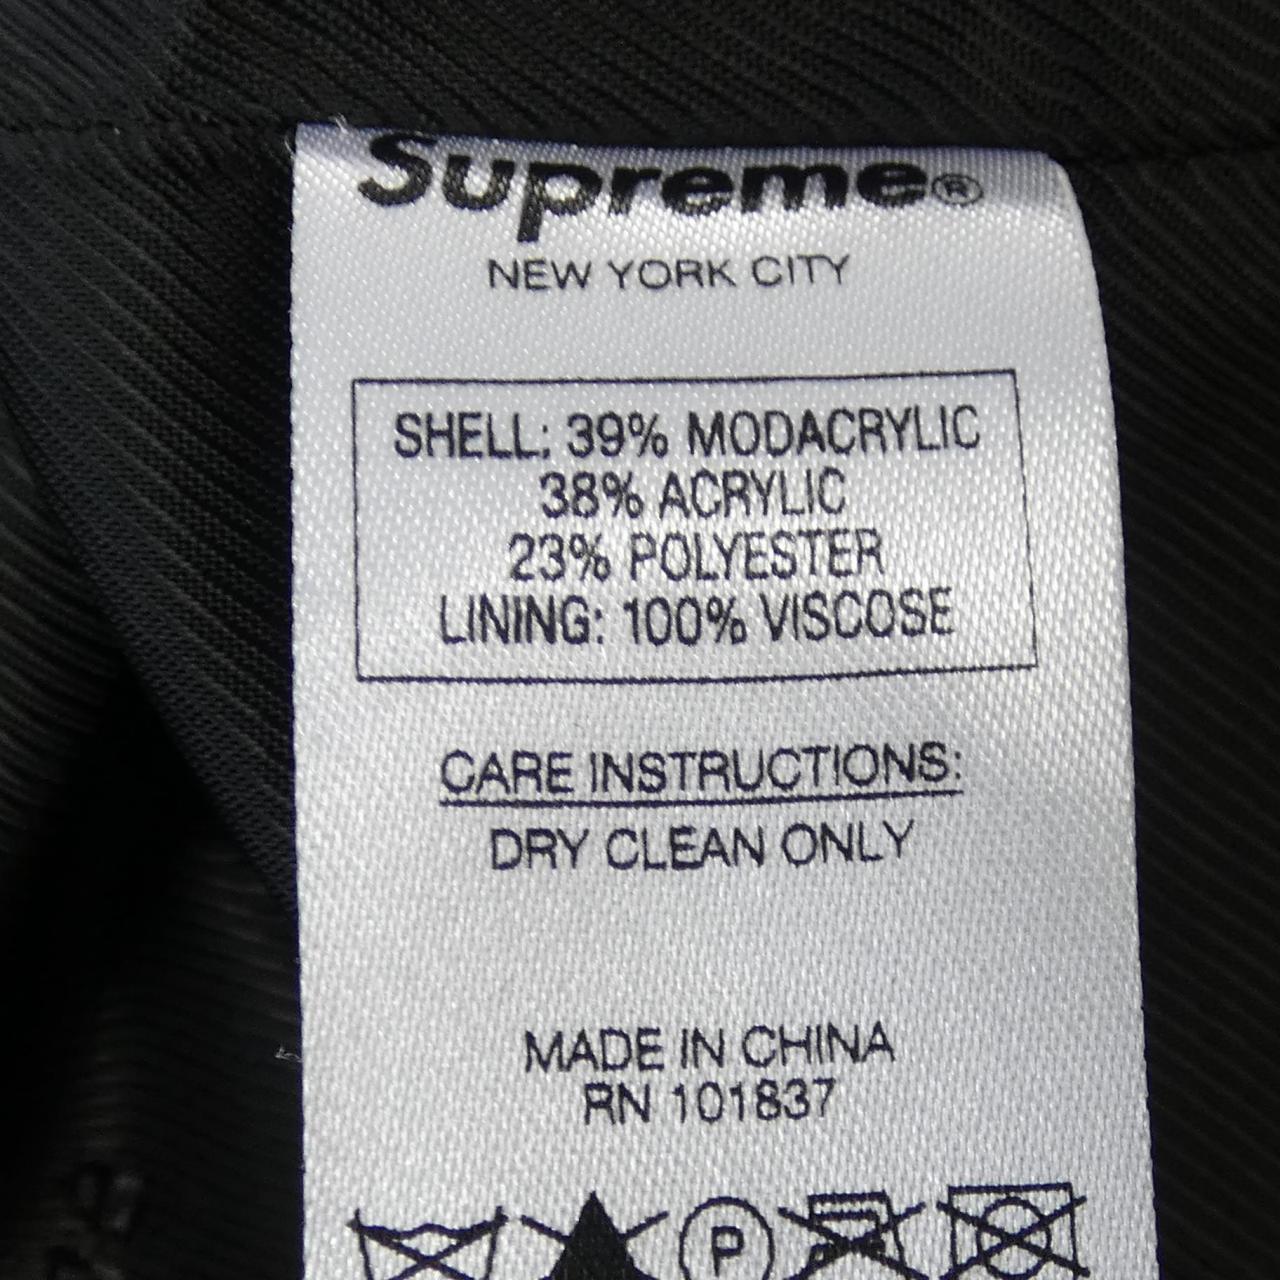 Supreme®
NEW YORK CITY
SHELL: 39% MODACRYLIC
38% ACRYLIC
23% POLYESTER
LINING: 100% VISCOSE
CARE INSTRUCTIONS:
DRY CLEAN ONLY
MADE IN CHINA
RN 101837
P